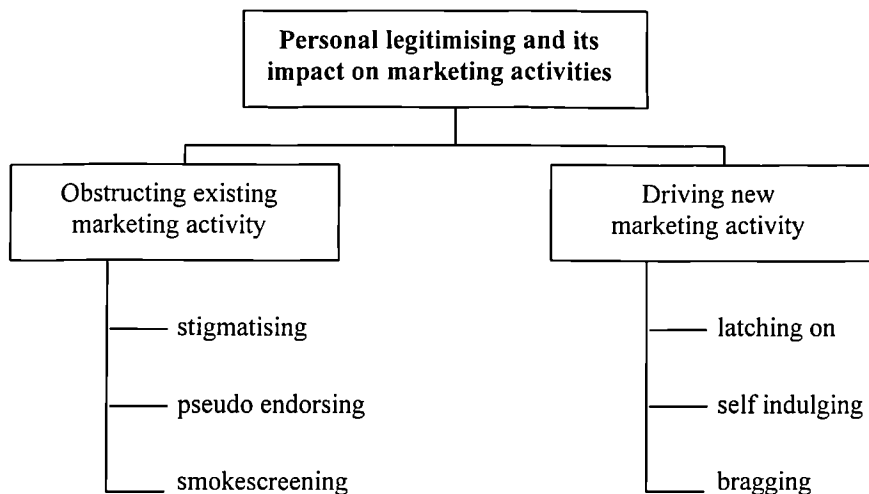 Personal legitimising and its
impact on marketing activities
Obstructing existing
marketing activity
stigmatising
pseudo endorsing
smokescreening
Driving new
marketing activity
latching on
self indulging
bragging